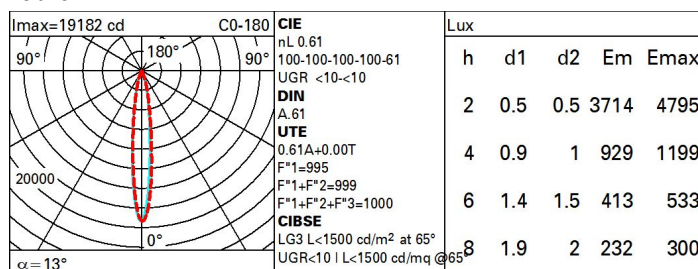 Imax=19182 cd C0-180
90° 180° 90°
20000
0°
α=13°
CIE
nL 0.61
100-100-100-100-61
UGR <10-<10
DIN
A.61
UTE
0.61A+0.00T
F"1=995
F"1+F"2=999
F"1+F"2+F"3=1000
CIBSE
LG3 L<1500 cd/m² at 65°
UGR<10 | L<1500 cd/mq @65°
Lux
h d1 d2 Em Emax
2 0.5 0.5 3714 4795
4 0.9 1 929 1199
6 1.4 1.5 413 533
8 1.9 2 232 300